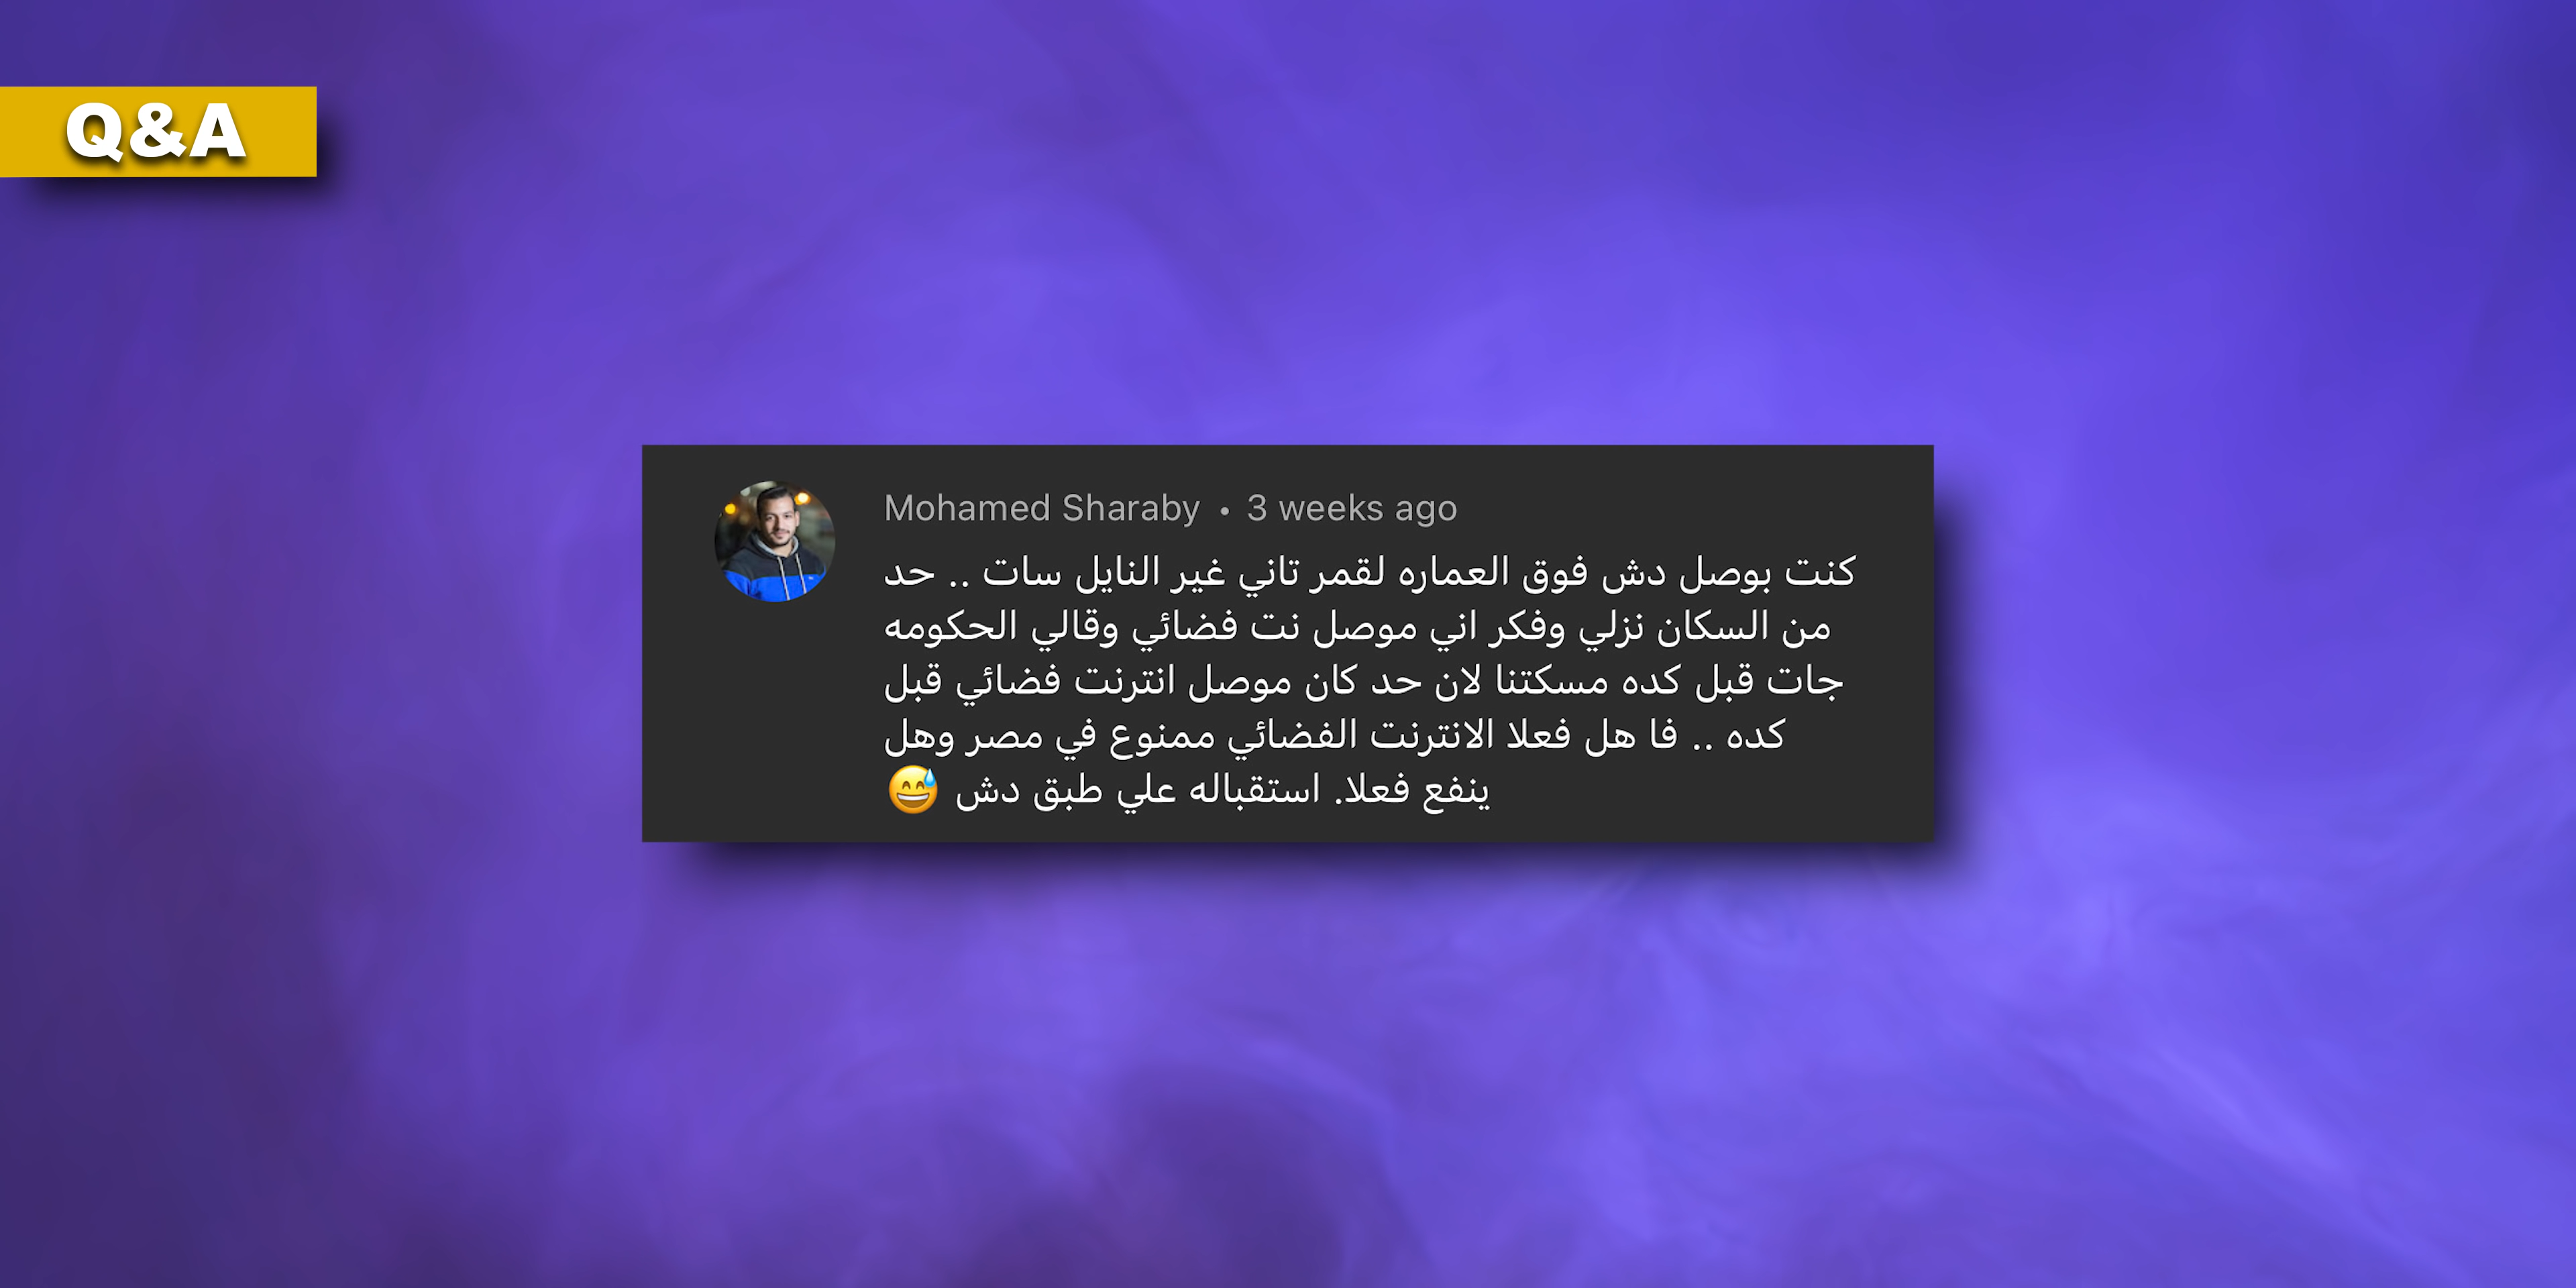 Q&A
Mohamed Sharaby • 3 weeks ago
كنت بوصل دش فوق العماره لقمر تاني غير النايل سات .. حد
من السكان نزلي وفكر اني موصل نت فضائي وقالي الحكومه
جات قبل كده مسكتنا لان حد كان موصل انترنت فضائي قبل
كده .. فا هل فعلا الانترنت الفضائي ممنوع في مصر وهل
ينفع فعلا. استقباله علي طبق دش 😅